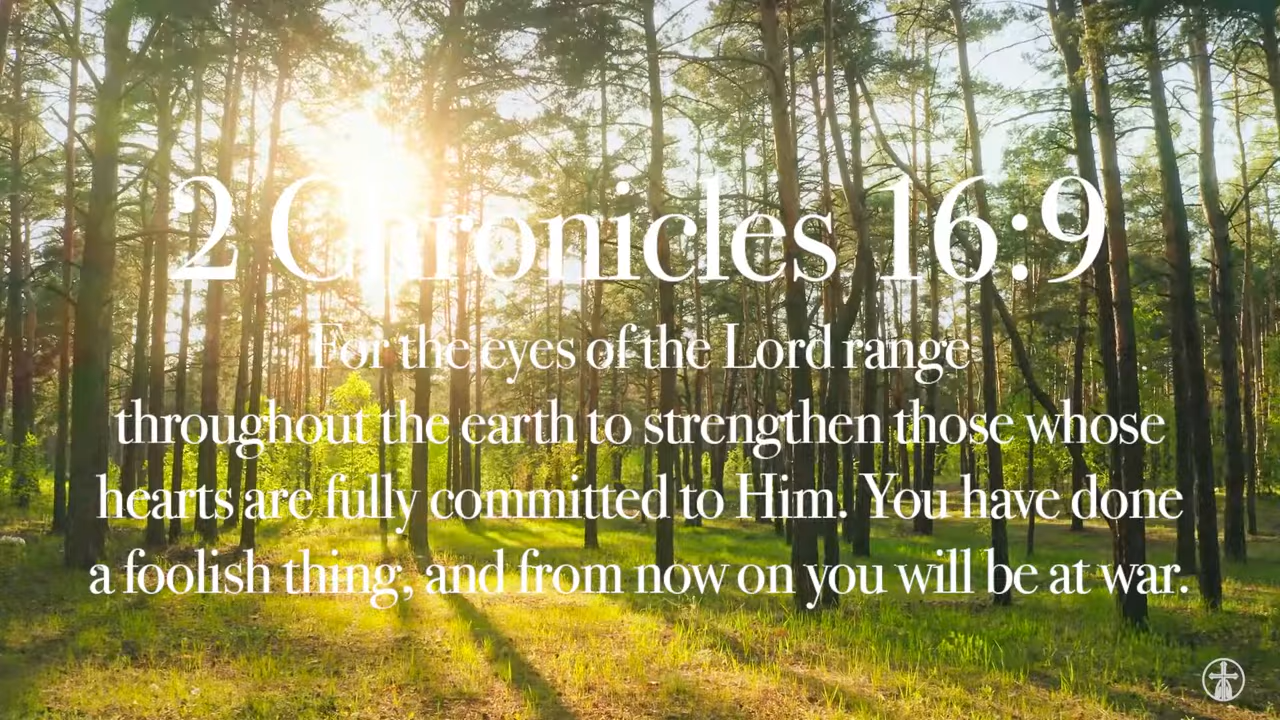 2 Chronicles 16:9
For the eyes of the Lord range
throughout the earth to strengthen those whose
hearts are fully committed to Him. You have done
a foolish thing, and from now on you will be at war.